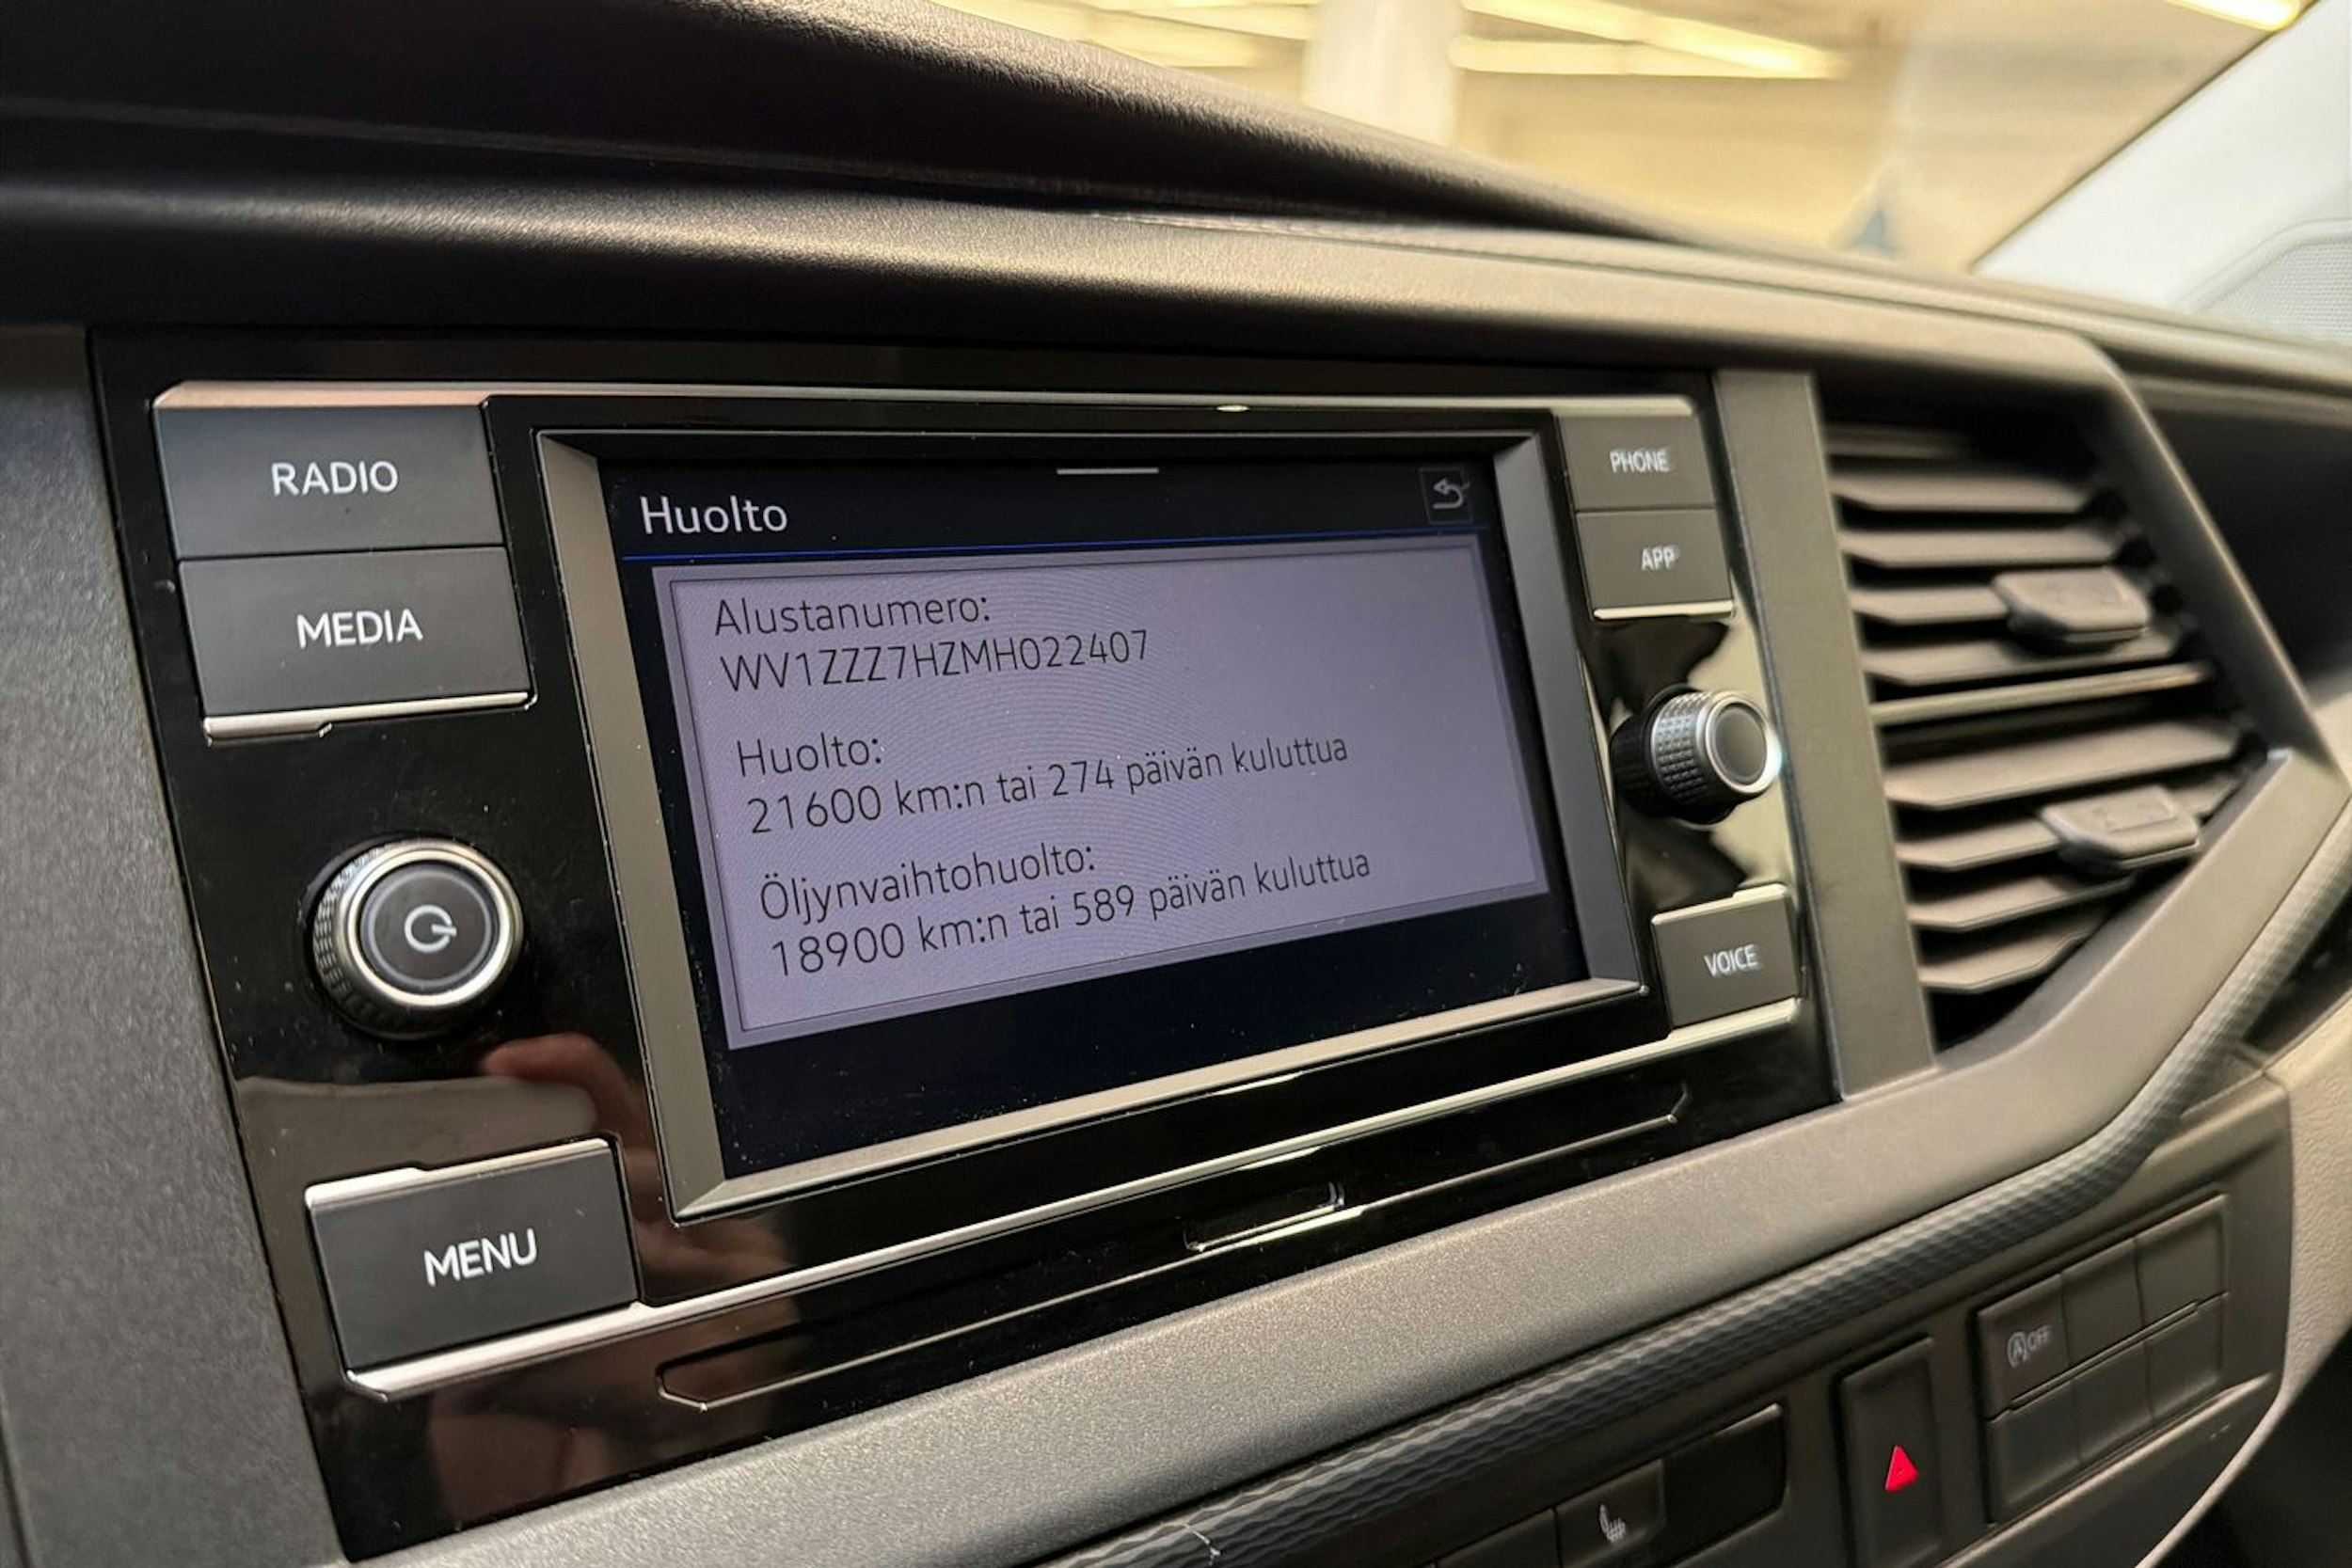 RADIO
MEDIA
MENU
Huolto
Alustanumero:
WV1ZZZ7HZMH022407
Huolto:
21600 km:n tai 274 päivän kuluttua
Öljynvaihtohuolto:
18900 km:n tai 589 päivän kuluttua
PHONE
APP
VOICE
A OFF